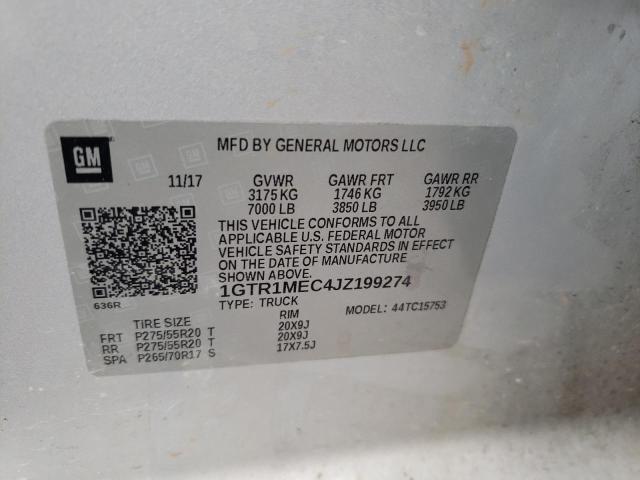 GM
MFD BY GENERAL MOTORS LLC
11/17 GVWR GAWR FRT GAWR RR
3175 KG 1746 KG 1792 KG
7000 LB 3850 LB 3950 LB
THIS VEHICLE CONFORMS TO ALL
APPLICABLE U.S. FEDERAL MOTOR
VEHICLE SAFETY STANDARDS IN EFFECT
ON THE DATE OF MANUFACTURE
SHOWN ABOVE.
1GTR1MEC4JZ199274
636R
TYPE: TRUCK MODEL: 44TC15753
TIRE SIZE RIM
FRT P275/55R20 T 20X9J
RR P275/55R20 T 20X9J
SPA P265/70R17 S 17X7.5J